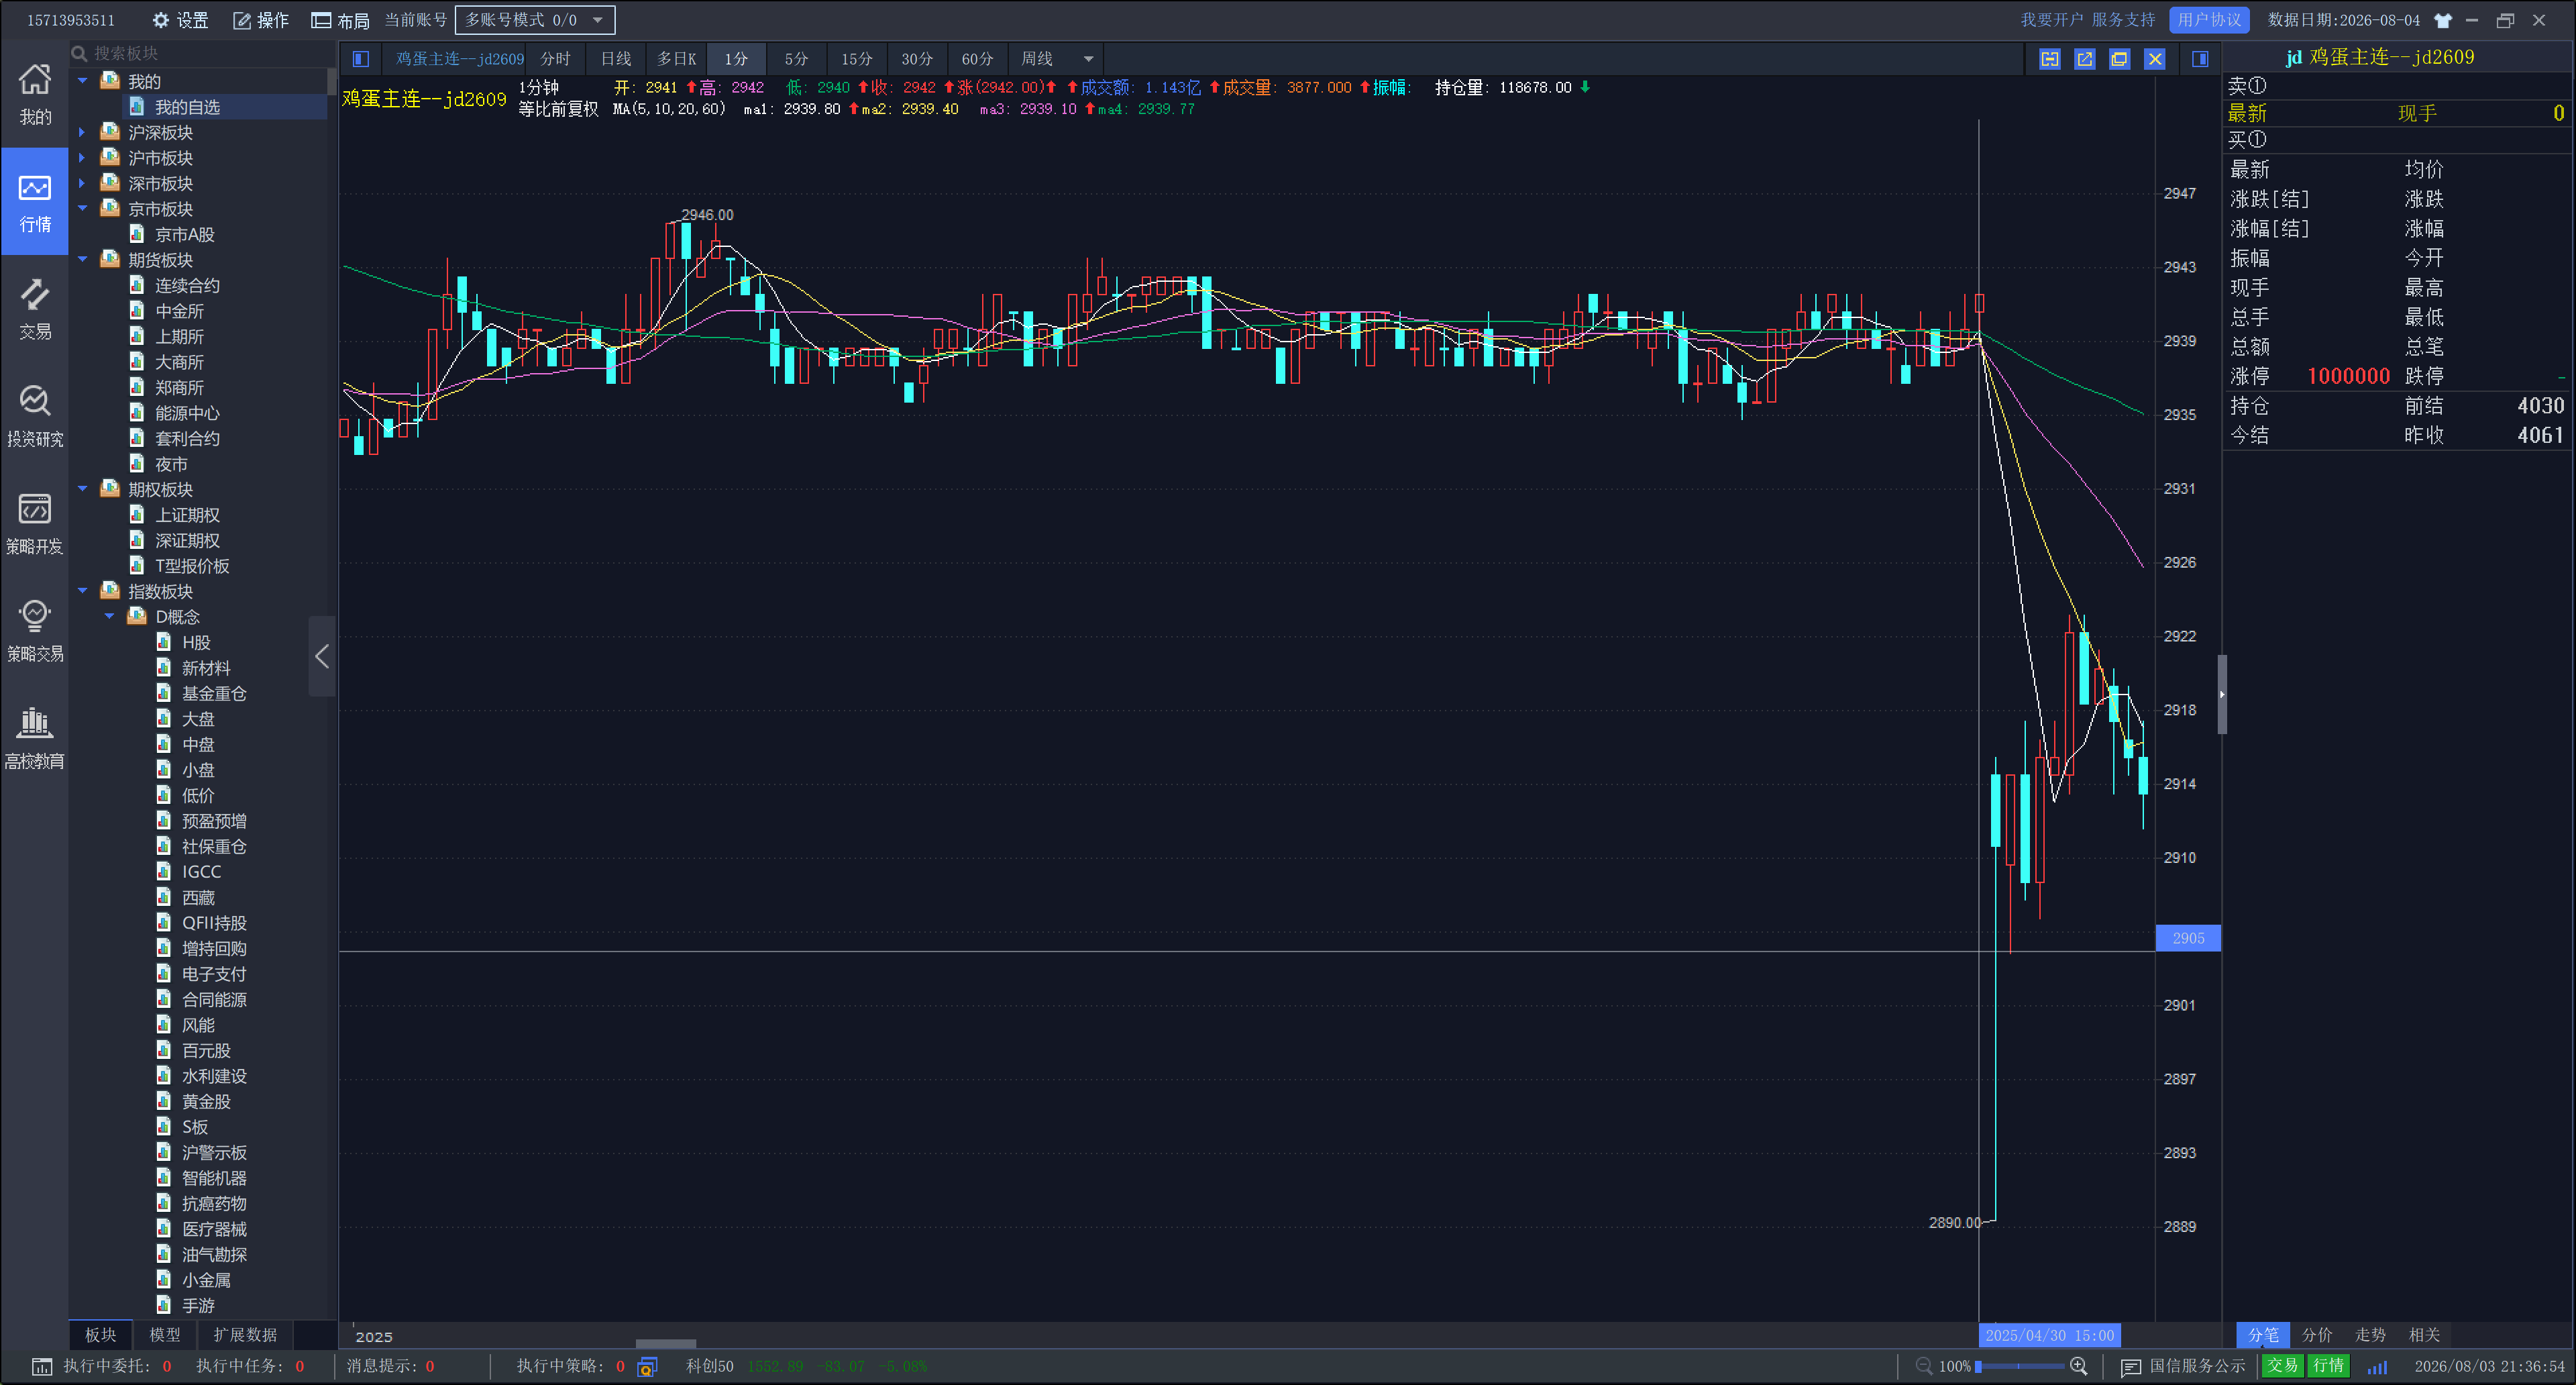 15713953511 设置 操作 布局 当前账号 多账号模式 0/0 我要开户 服务支持 用户协议 数据日期:2026-08-04
搜索板块
我的
行情
交易
投资研究
策略开发
策略交易
高校教育
我的
我的自选
沪深板块
沪市板块
深市板块
京市板块
京市A股
期货板块
连续合约
中金所
上期所
大商所
郑商所
能源中心
套利合约
夜市
期权板块
上证期权
深证期权
T型报价板
指数板块
D概念
H股
新材料
基金重仓
大盘
中盘
小盘
低价
预盈预增
社保重仓
IGCC
西藏
QFII持股
增持回购
电子支付
合同能源
风能
百元股
水利建设
黄金股
S板
沪警示板
智能机器
抗癌药物
医疗器械
油气勘探
小金属
手游
板块 模型 扩展数据
鸡蛋主连--jd2609 分时 日线 多日K 1分 5分 15分 30分 60分 周线
鸡蛋主连--jd2609
1分钟 开: 2941 ↑高: 2942 低: 2940 ↑收: 2942 ↑涨(2942.00)↑ ↑成交额: 1.143亿 ↑成交量: 3877.000 ↑振幅: 持仓量: 118678.00 ↓
等比前复权 MA(5,10,20,60) ma1: 2939.80 ↑ma2: 2939.40 ma3: 2939.10 ↑ma4: 2939.77
2946.00
2890.00
2947
2943
2939
2935
2931
2926
2922
2918
2914
2910
2905
2901
2897
2893
2889
2025
2025/04/30 15:00
jd 鸡蛋主连--jd2609
卖①
最新 现手 0
买①
最新 均价
涨跌[结] 涨跌
涨幅[结] 涨幅
振幅 今开
现手 最高
总手 最低
总额 总笔
涨停 1000000 跌停 -
持仓 前结 4030
今结 昨收 4061
分笔 分价 走势 相关
执行中委托: 0 执行中任务: 0 消息提示: 0 执行中策略: 0 科创50 1552.89 -83.07 -5.08% 100% 国信服务公示 交易 行情 2026/08/03 21:36:54